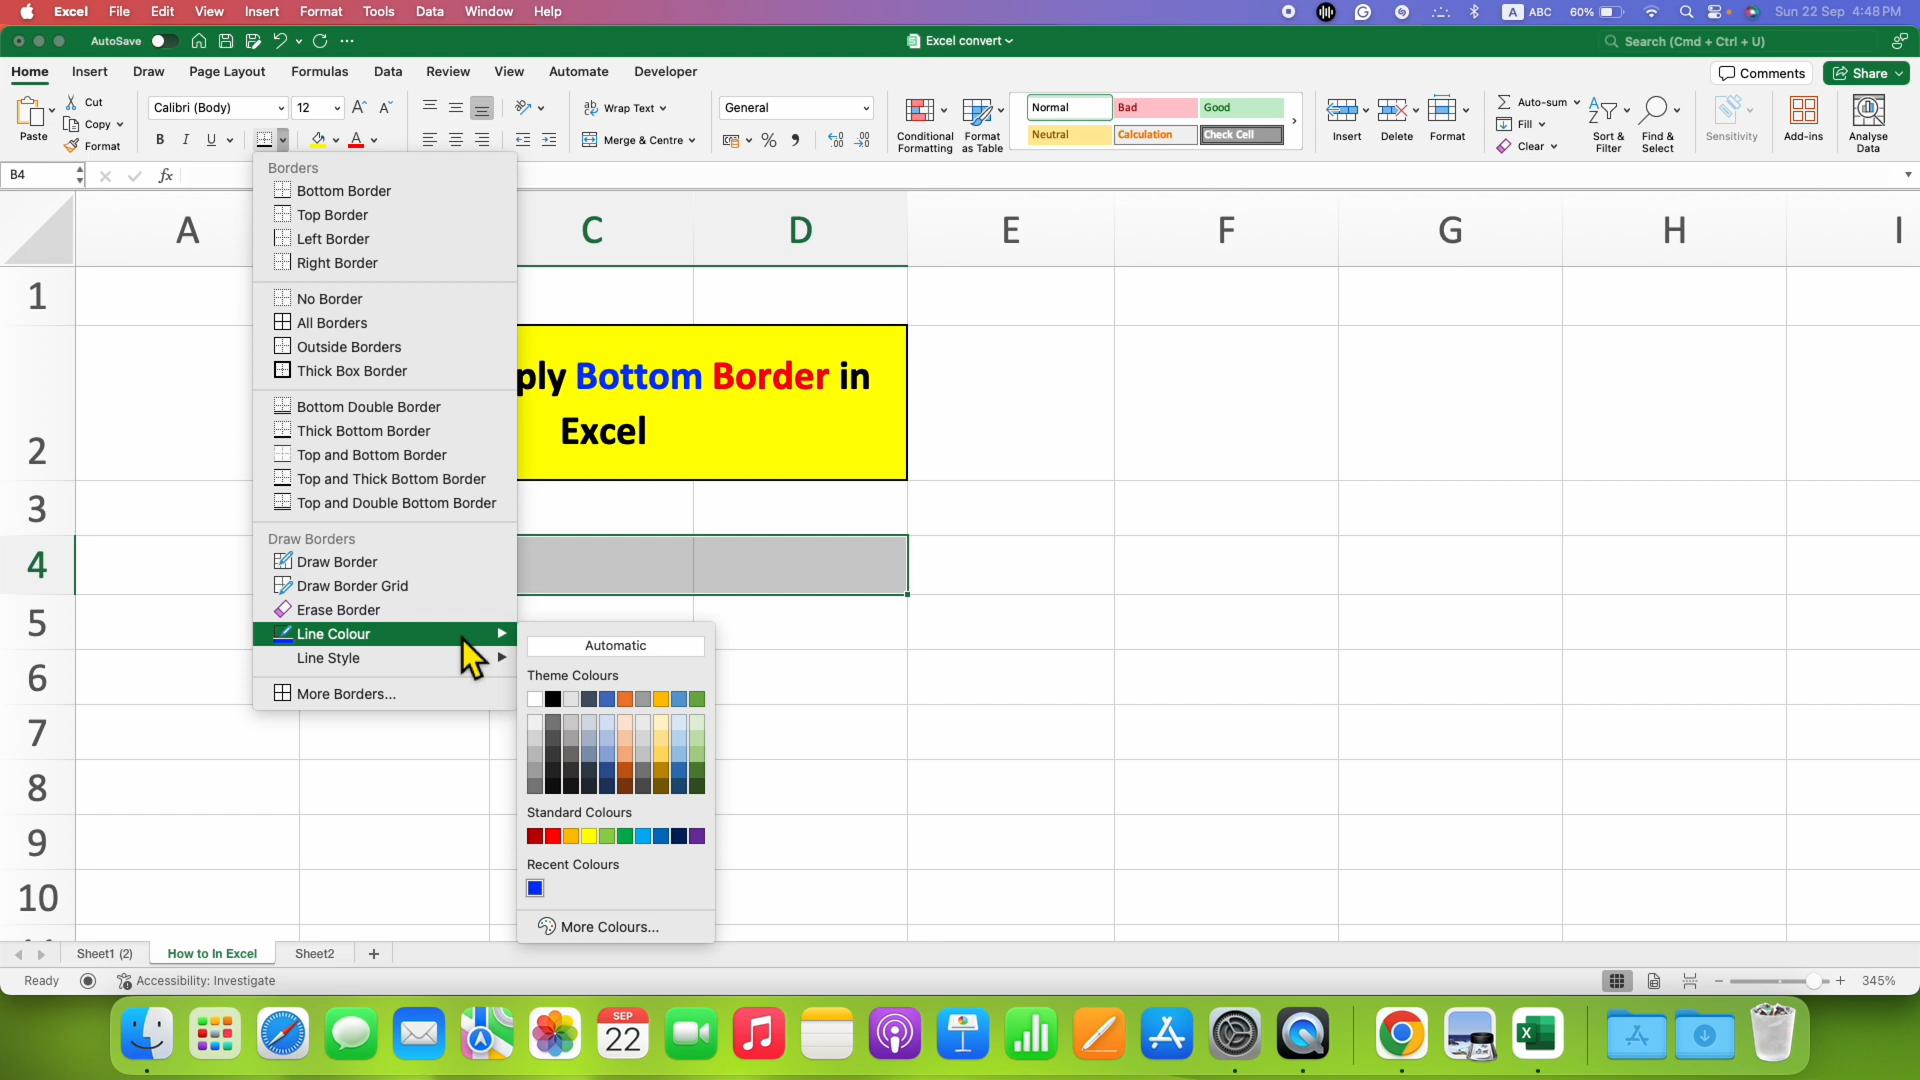 Excel File Edit View Insert Format Tools Data Window Help A ABC 60% Sun 22 Sep 4:48 PM
AutoSave Excel convert Search (Cmd + Ctrl + U)
Home Insert Draw Page Layout Formulas Data Review View Automate Developer Comments Share
Paste
Cut
Copy
Format
Calibri (Body) 12
B I U A
Wrap Text
Merge & Centre
General
Conditional
Formatting
Format
as Table
Normal Bad Good
Neutral Calculation Check Cell
Insert
Delete
Format
Auto-sum
Fill
Clear
Sort &
Filter
Find &
Select
Sensitivity
Add-ins
Analyse
Data
B4 fx
A C D E F G H I
1
2
3
4
5
6
7
8
9
10
Borders
Bottom Border
Top Border
Left Border
Right Border
No Border
All Borders
Outside Borders
Thick Box Border
Bottom Double Border
Thick Bottom Border
Top and Bottom Border
Top and Thick Bottom Border
Top and Double Bottom Border
Draw Borders
Draw Border
Draw Border Grid
Erase Border
Line Colour
Line Style
More Borders...
ply Bottom Border in
Excel
Automatic
Theme Colours
Standard Colours
Recent Colours
More Colours...
Sheet1 (2) How to In Excel Sheet2 +
Ready Accessibility: Investigate 345%
SEP
22